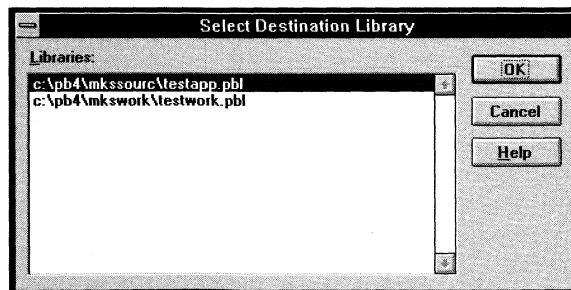 Select Destination Library
Libraries:
c:\pb4\mkssourc\testapp.pbl
c:\pb4\mkswork\testwork.pbl
OK
Cancel
Help